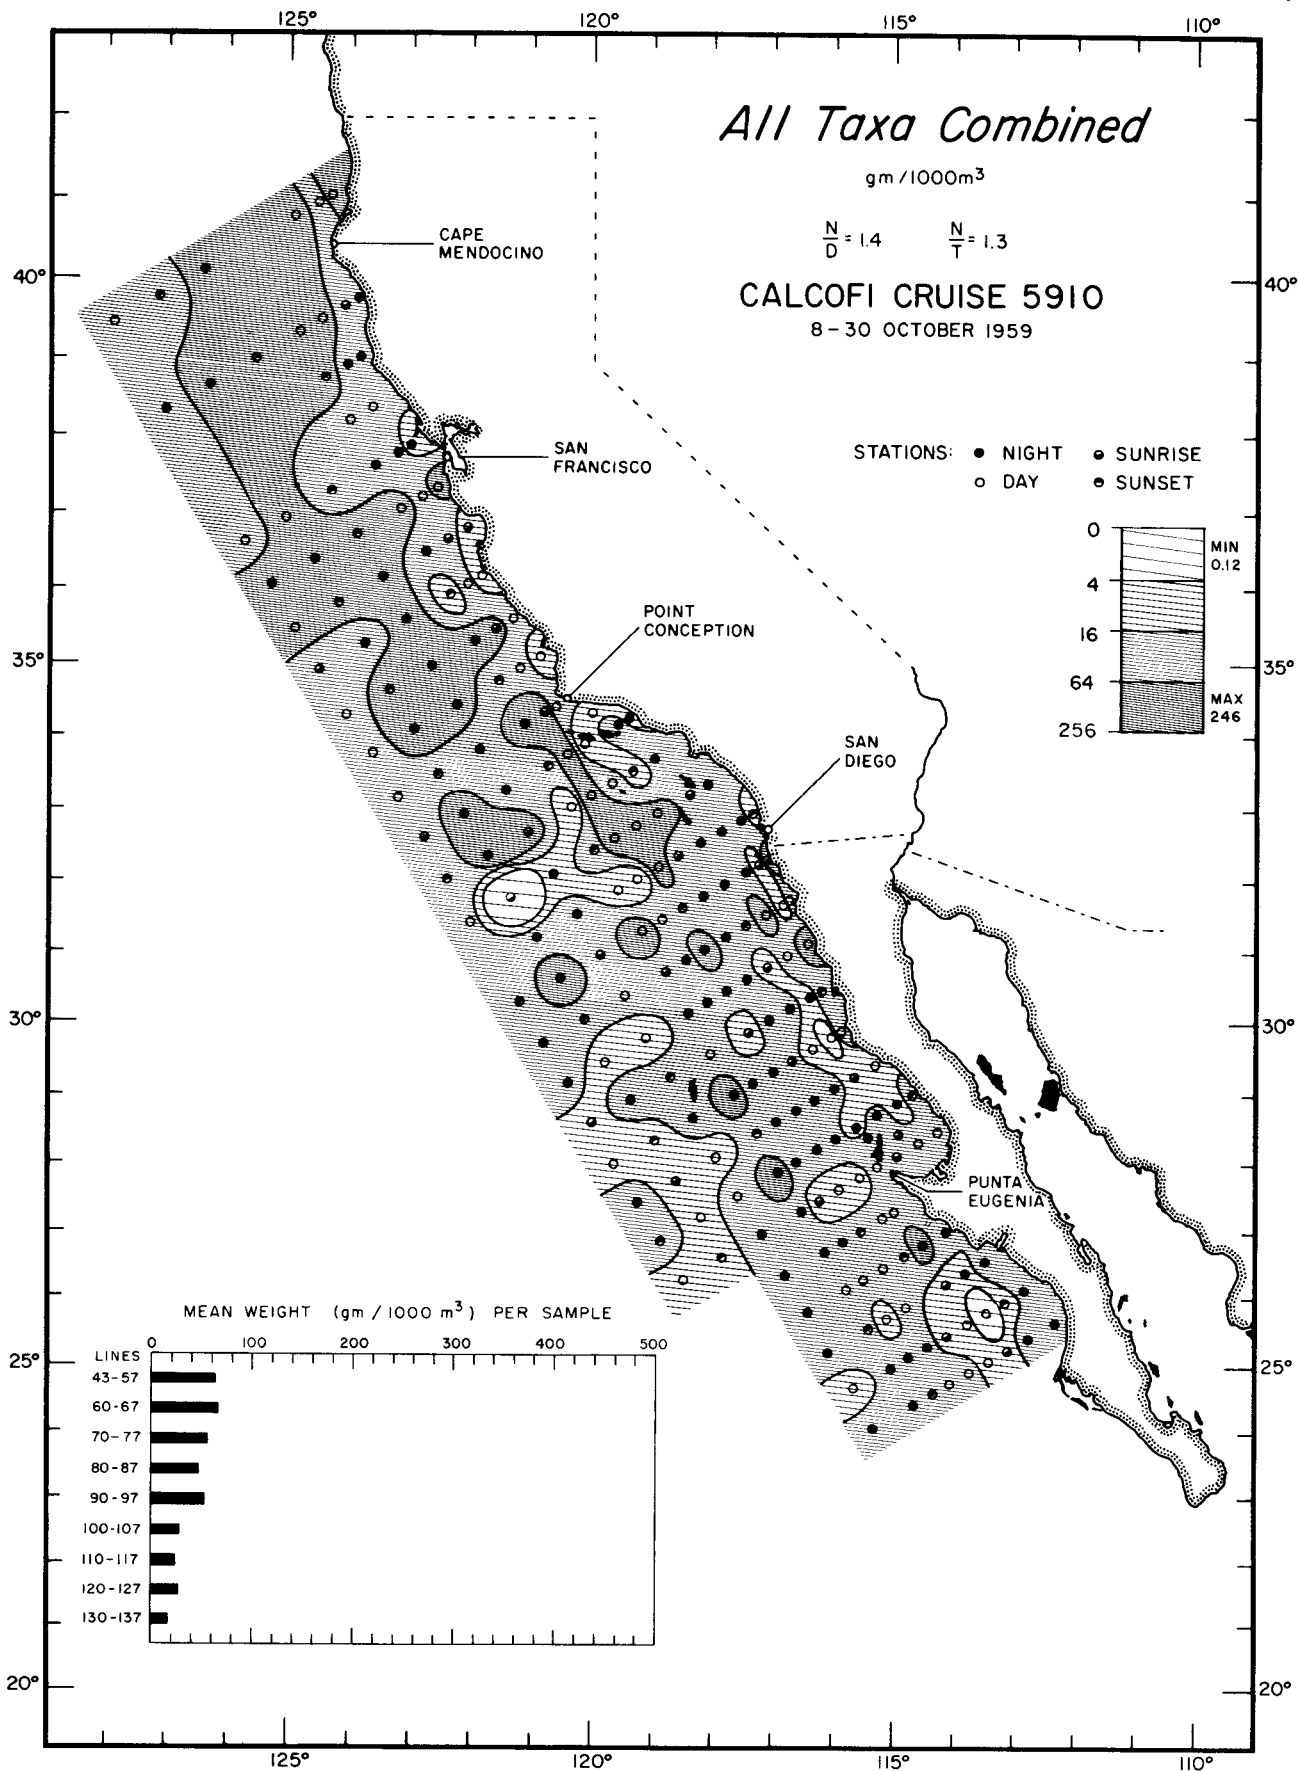 125° 120° 115° 110°
All Taxa Combined
gm/1000m³
N/D = 1.4 N/T = 1.3
CALCOFI CRUISE 5910
8-30 OCTOBER 1959
CAPE
MENDOCINO
40° 40°
SAN
FRANCISCO
STATIONS: ● NIGHT SUNRISE
○ DAY SUNSET
0
MIN
0.12
4
16
64
MAX
246
256
POINT
CONCEPTION
35° 35°
SAN
DIEGO
30° 30°
PUNTA
EUGENIA
MEAN WEIGHT (gm/1000 m³) PER SAMPLE
0 100 200 300 400 500
LINES
25° 25°
43-57
60-67
70-77
80-87
90-97
100-107
110-117
120-127
130-137
20° 20°
125° 120° 115° 110°